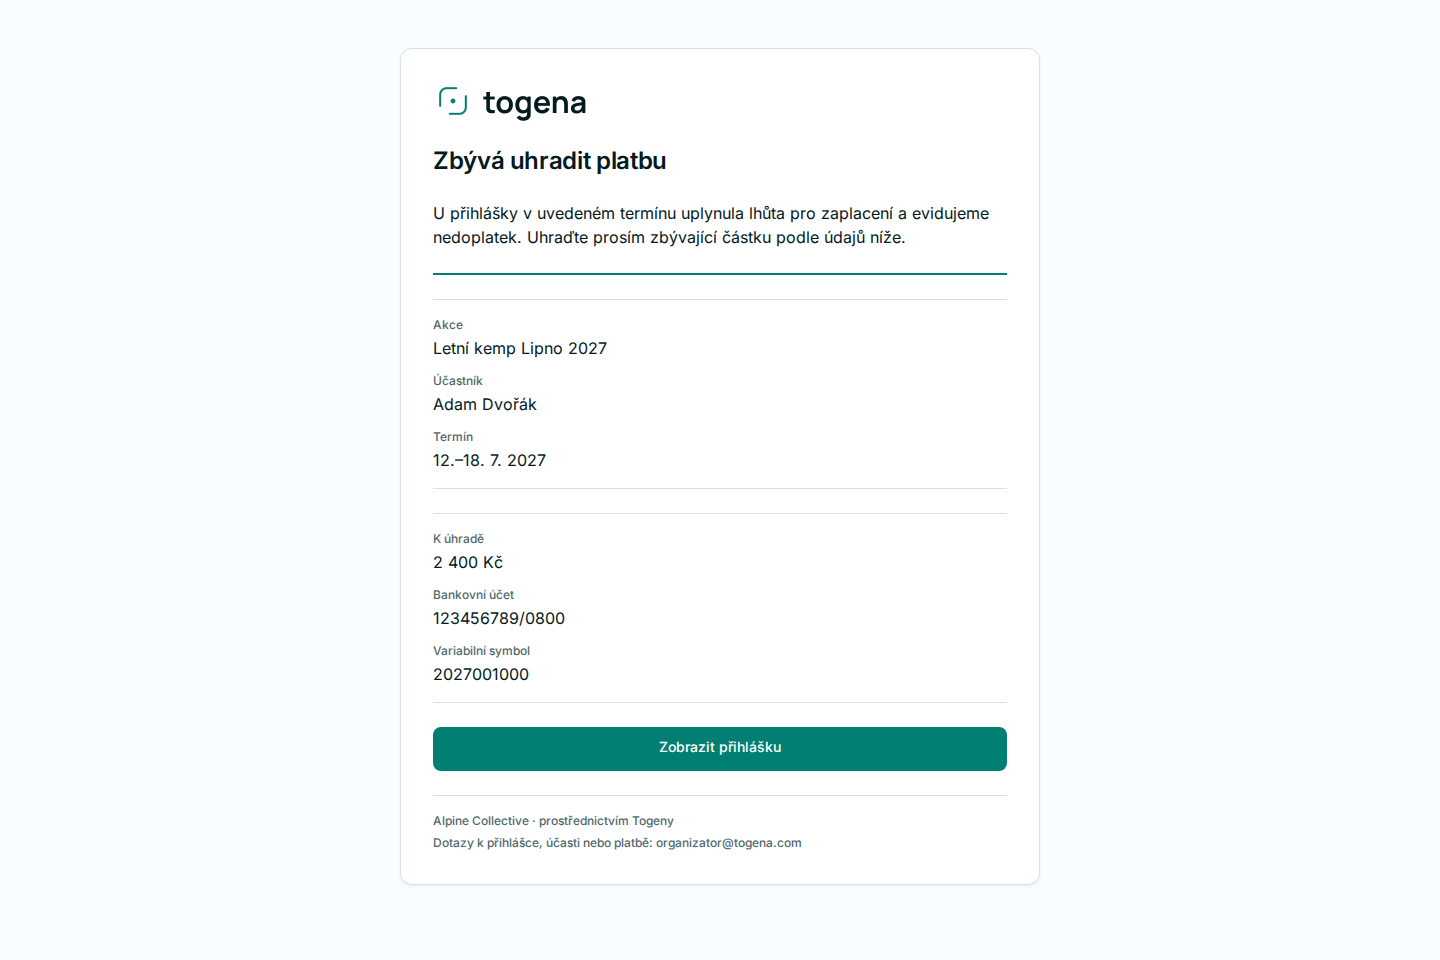 togena
Zbývá uhradit platbu
U přihlášky v uvedeném termínu uplynula lhůta pro zaplacení a evidujeme
nedoplatek. Uhraďte prosím zbývající částku podle údajů níže.
Akce
Letní kemp Lipno 2027
Účastník
Adam Dvořák
Termín
12.–18. 7. 2027
K úhradě
2 400 Kč
Bankovní účet
123456789/0800
Variabilní symbol
2027001000
Zobrazit přihlášku
Alpine Collective · prostřednictvím Togeny
Dotazy k přihlášce, účasti nebo platbě: organizator@togena.com